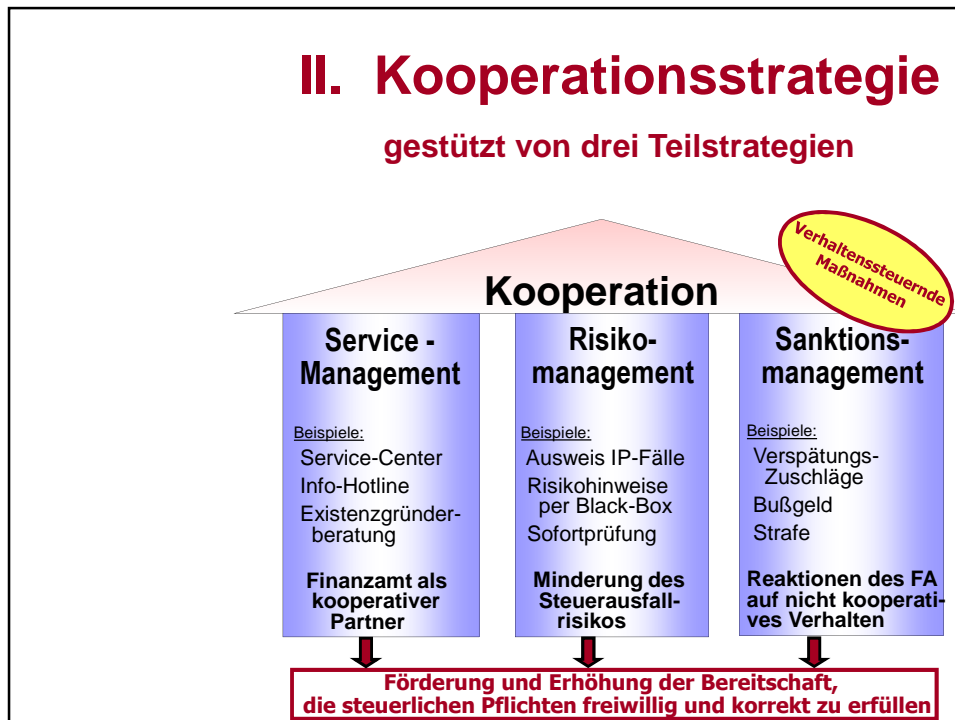 II. Kooperationsstrategie
gestützt von drei Teilstrategien
Verhaltenssteuernde
Maßnahmen
Kooperation
Service -
Management
Beispiele:
Service-Center
Info-Hotline
Existenzgründer-
beratung
Finanzamt als
kooperativer
Partner
Risiko-
management
Beispiele:
Ausweis IP-Fälle
Risikohinweise
per Black-Box
Sofortprüfung
Minderung des
Steuerausfall-
risikos
Sanktions-
management
Beispiele:
Verspätungs-
Zuschläge
Bußgeld
Strafe
Reaktionen des FA
auf nicht kooperati-
ves Verhalten
Förderung und Erhöhung der Bereitschaft,
die steuerlichen Pflichten freiwillig und korrekt zu erfüllen